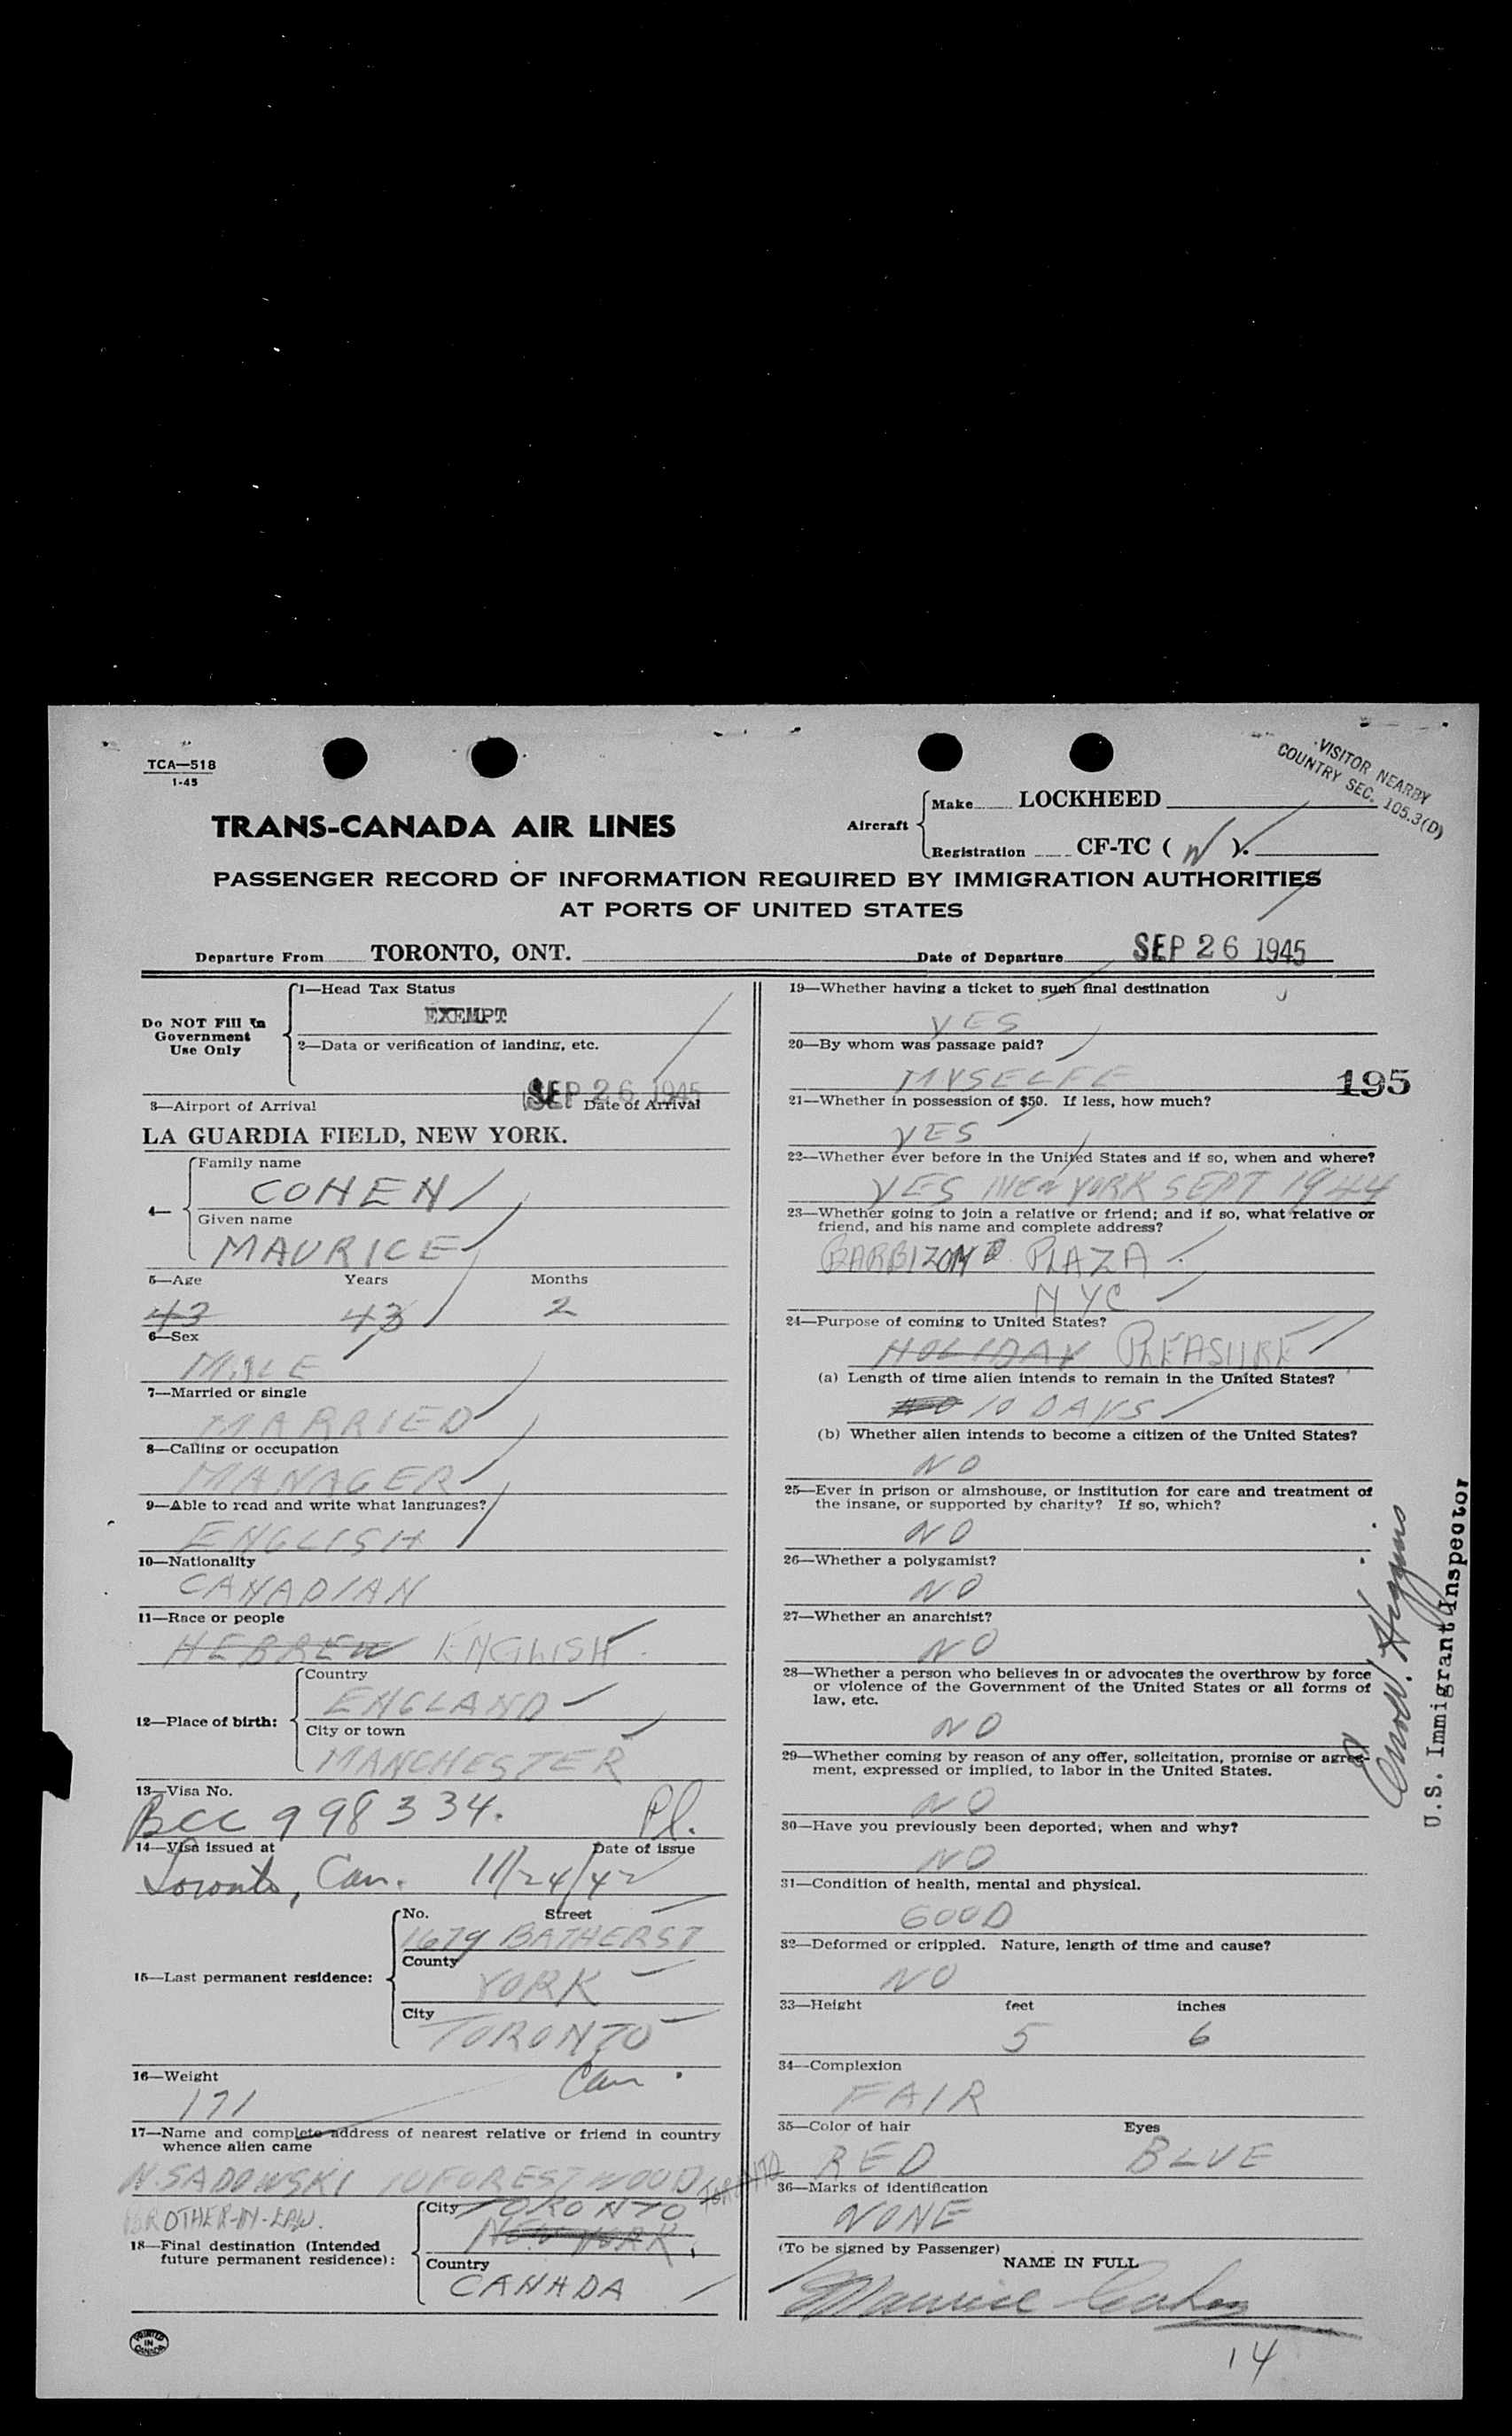 VISITOR NEARBY
COUNTRY SEC. 105.3(D)
TCA—518
1-45
TRANS-CANADA AIR LINES
Aircraft
Make LOCKHEED
Registration CF-TC ( N ).
PASSENGER RECORD OF INFORMATION REQUIRED BY IMMIGRATION AUTHORITIES
AT PORTS OF UNITED STATES
Departure From TORONTO, ONT. Date of Departure SEP 26 1945
Do NOT Fill in
Government
Use Only
1—Head Tax Status
EXEMPT
2—Data or verification of landing, etc.
SEP 26 1945
3—Airport of Arrival Date of Arrival
LA GUARDIA FIELD, NEW YORK.
4—
Family name
COHEN
Given name
MAURICE
5—Age Years Months
43 43 2
6—Sex
MALE
7—Married or single
MARRIED
8—Calling or occupation
MANAGER
9—Able to read and write what languages?
ENGLISH
10—Nationality
CANADIAN
11—Race or people
HEBREW ENGLISH
12—Place of birth:
Country
ENGLAND
City or town
MANCHESTER
13—Visa No.
BCC 998334. Pl.
14—Visa issued at Date of issue
Toronto, Can. 11/24/42
15—Last permanent residence:
No. Street
1679 BATHERST
County
YORK
City
TORONTO
Can.
16—Weight
171
17—Name and complete address of nearest relative or friend in country
whence alien came
N. SADOWSKI 10 FORESTWOOD TORONTO
BROTHER-IN-LAW.
18—Final destination (Intended
future permanent residence):
City TORONTO
NEW YORK
Country
CANADA
PRINTED
IN
CANADA
19—Whether having a ticket to such final destination
YES
20—By whom was passage paid?
MYSELFE
195
21—Whether in possession of $50. If less, how much?
YES
22—Whether ever before in the United States and if so, when and where?
YES NEW YORK SEPT 1944
23—Whether going to join a relative or friend; and if so, what relative or
friend, and his name and complete address?
BARBIZON PLAZA
NYC
24—Purpose of coming to United States?
HOLIDAY PLEASURE
(a) Length of time alien intends to remain in the United States?
10 DAYS
(b) Whether alien intends to become a citizen of the United States?
NO
25—Ever in prison or almshouse, or institution for care and treatment of
the insane, or supported by charity? If so, which?
NO
26—Whether a polygamist?
NO
27—Whether an anarchist?
NO
28—Whether a person who believes in or advocates the overthrow by force
or violence of the Government of the United States or all forms of
law, etc.
NO
29—Whether coming by reason of any offer, solicitation, promise or agree-
ment, expressed or implied, to labor in the United States.
NO
30—Have you previously been deported, when and why?
NO
31—Condition of health, mental and physical.
GOOD
32—Deformed or crippled. Nature, length of time and cause?
NO
33—Height feet inches
5 6
34—Complexion
FAIR
35—Color of hair Eyes
RED BLUE
36—Marks of identification
NONE
(To be signed by Passenger)
NAME IN FULL
Maurice Cohen
14
Higgins
U.S. Immigrant Inspector